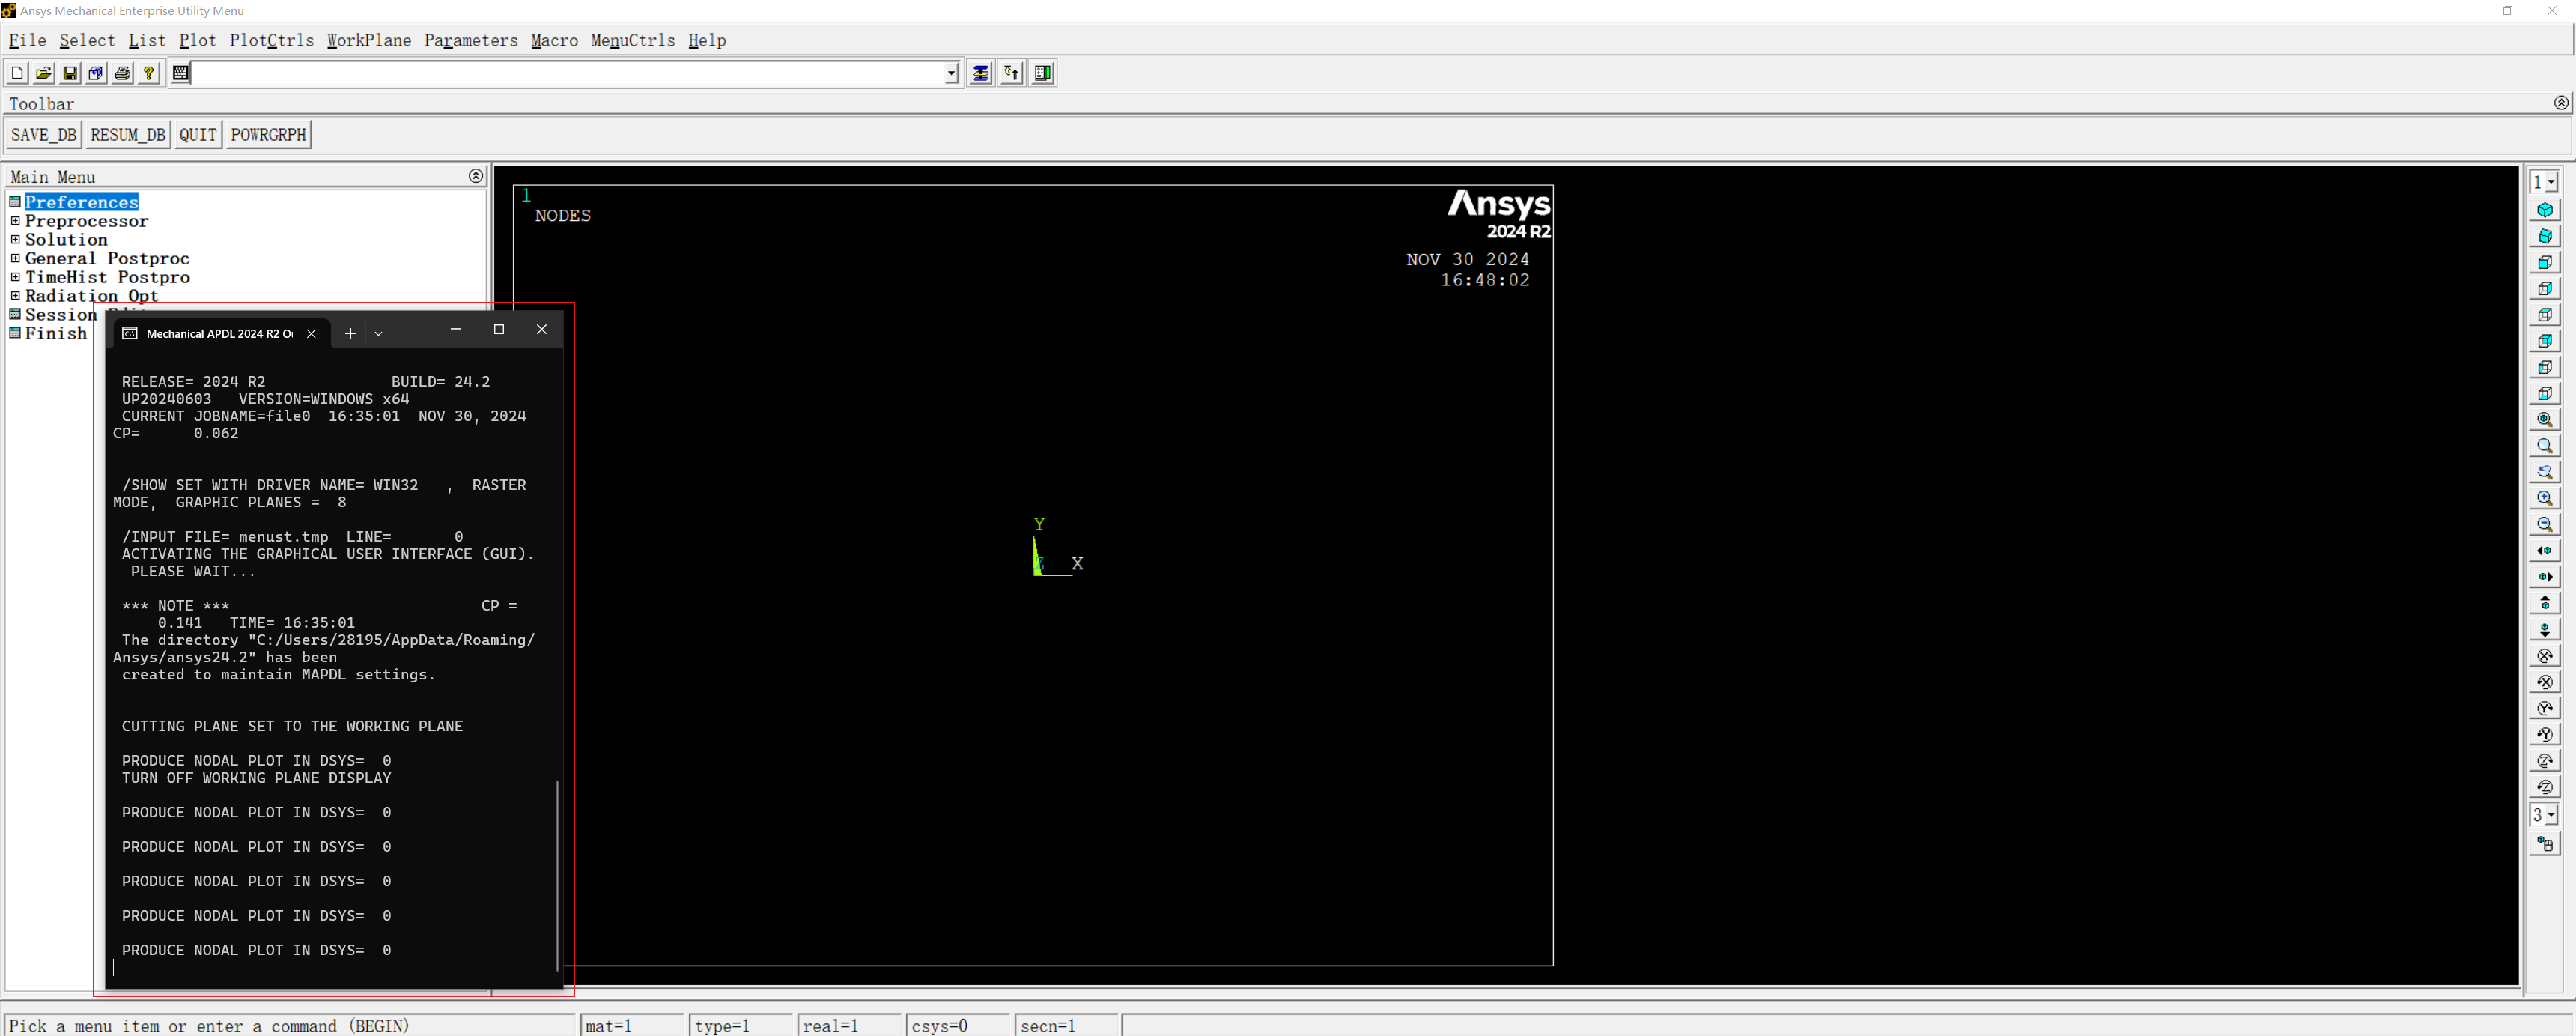 Ansys Mechanical Enterprise Utility Menu
File Select List Plot PlotCtrls WorkPlane Parameters Macro MenuCtrls Help
Toolbar
SAVE_DB RESUM_DB QUIT POWRGRPH
Main Menu
Preferences
Preprocessor
Solution
General Postproc
TimeHist Postpro
Radiation Opt
Session
Finish
Mechanical APDL 2024 R2 Ou
RELEASE= 2024 R2 BUILD= 24.2
UP20240603 VERSION=WINDOWS x64
CURRENT JOBNAME=file0 16:35:01 NOV 30, 2024
CP= 0.062
/SHOW SET WITH DRIVER NAME= WIN32 , RASTER
MODE, GRAPHIC PLANES = 8
/INPUT FILE= menust.tmp LINE= 0
ACTIVATING THE GRAPHICAL USER INTERFACE (GUI).
PLEASE WAIT...
*** NOTE *** CP =
0.141 TIME= 16:35:01
The directory "C:/Users/28195/AppData/Roaming/
Ansys/ansys24.2" has been
created to maintain MAPDL settings.
CUTTING PLANE SET TO THE WORKING PLANE
PRODUCE NODAL PLOT IN DSYS= 0
TURN OFF WORKING PLANE DISPLAY
PRODUCE NODAL PLOT IN DSYS= 0
PRODUCE NODAL PLOT IN DSYS= 0
PRODUCE NODAL PLOT IN DSYS= 0
PRODUCE NODAL PLOT IN DSYS= 0
PRODUCE NODAL PLOT IN DSYS= 0
1
NODES
Ansys
2024 R2
NOV 30 2024
16:48:02
Y
Z X
1
3
Pick a menu item or enter a command (BEGIN) mat=1 type=1 real=1 csys=0 secn=1